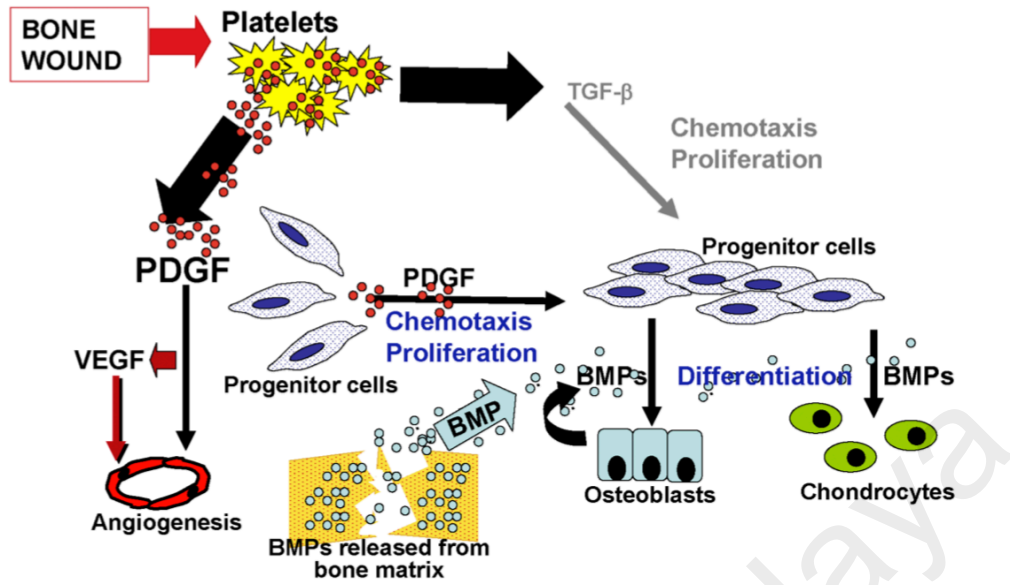 BONE
WOUND
Platelets
TGF-β
Chemotaxis
Proliferation
PDGF
PDGF
Chemotaxis
Proliferation
Progenitor cells
Progenitor cells
VEGF
BMPs
Differentiation
BMPs
BMP
Angiogenesis
Osteoblasts
Chondrocytes
BMPs released from
bone matrix
laya